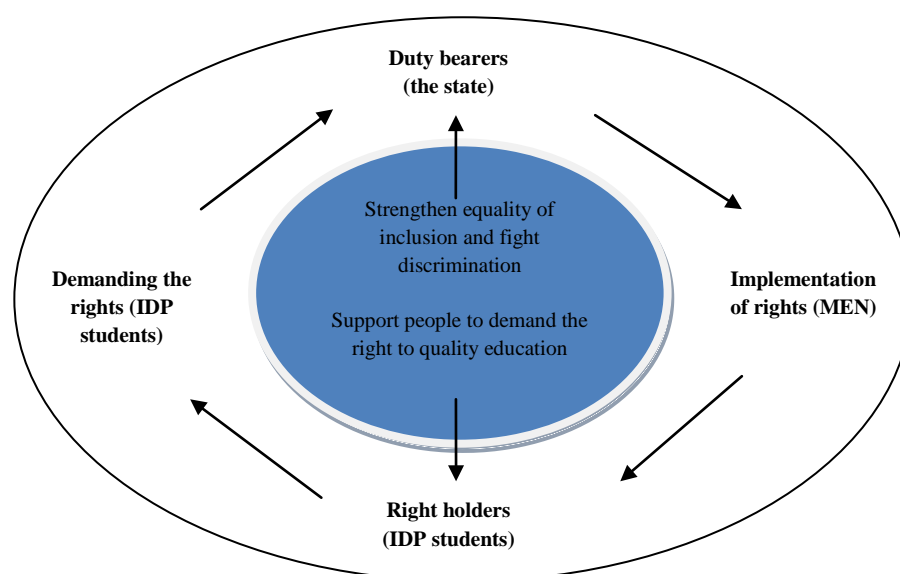 Duty bearers
(the state)
Strengthen equality of
inclusion and fight
discrimination
Demanding the
rights (IDP
students)
Implementation
of rights (MEN)
Support people to demand the
right to quality education
Right holders
(IDP students)